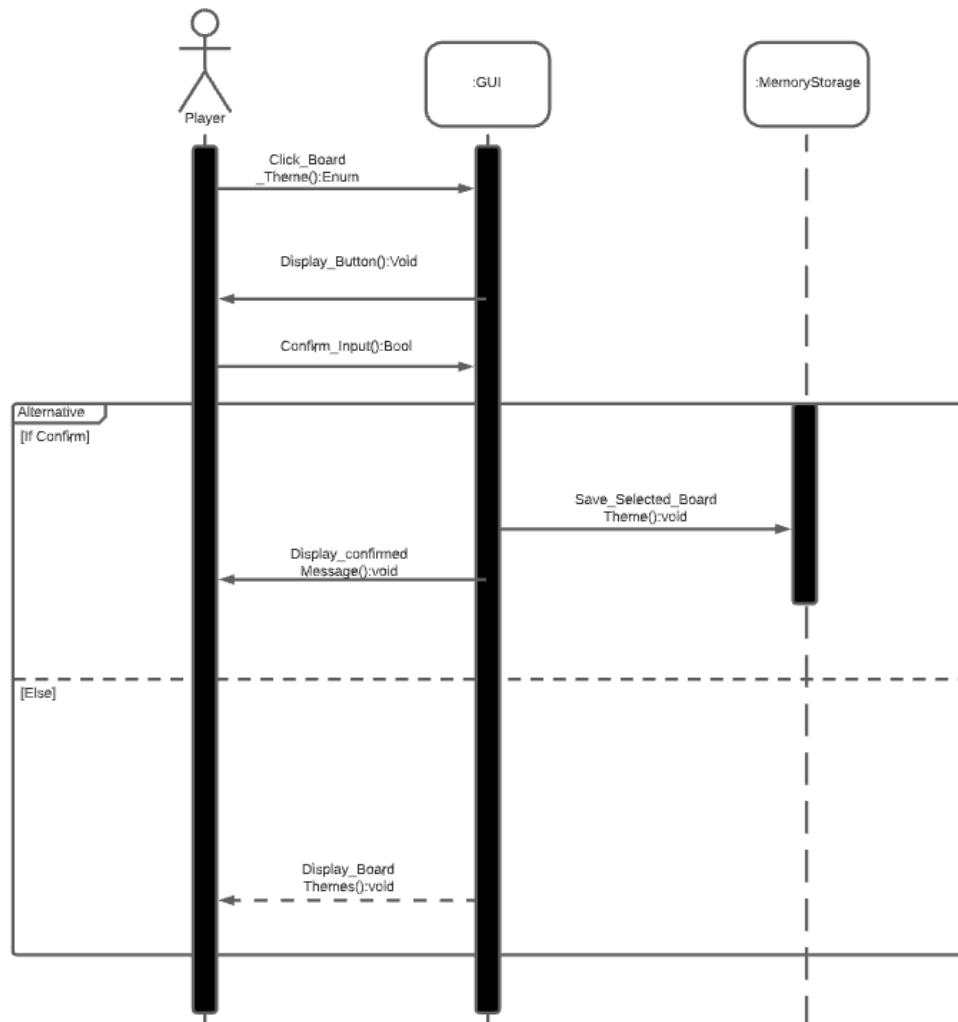 Player
:GUI
:MemoryStorage
Click_Board
_Theme():Enum
Display_Button():Void
Confirm_Input():Bool
Alternative
[If Confirm]
Save_Selected_Board
Theme():void
Display_confirmed
Message():void
[Else]
Display_Board
Themes():void